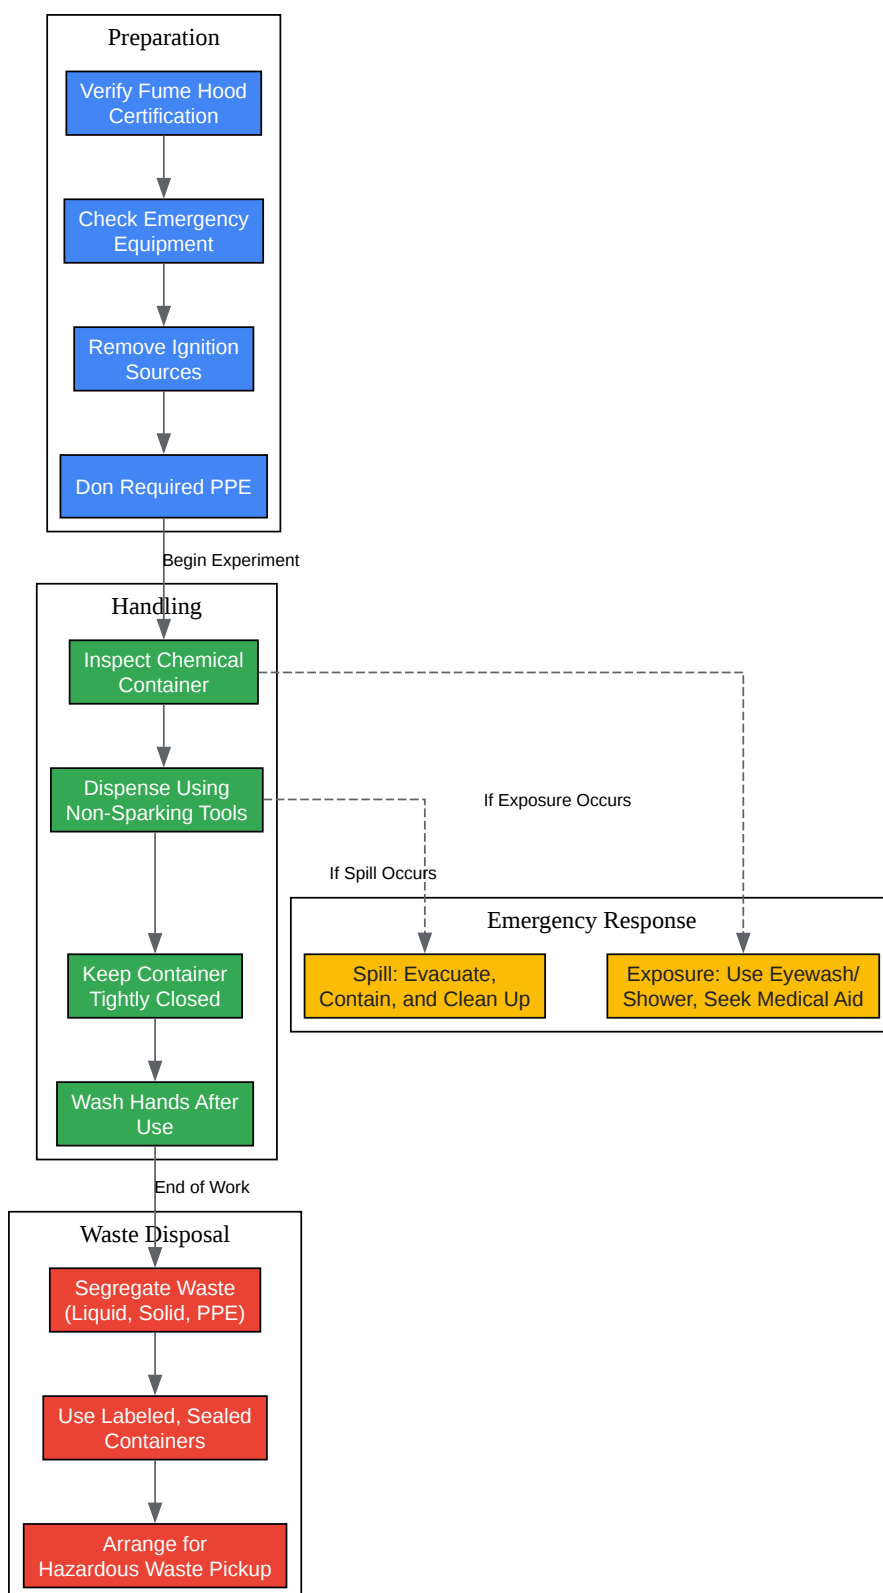 Preparation
Verify Fume Hood
Certification
Check Emergency
Equipment
Remove Ignition
Sources
Don Required PPE
Begin Experiment
Handling
Inspect Chemical
Container
Dispense Using
Non-Sparking Tools
If Exposure Occurs
If Spill Occurs
Emergency Response
Spill: Evacuate,
Contain, and Clean Up
Exposure: Use Eyewash/
Shower, Seek Medical Aid
Keep Container
Tightly Closed
Wash Hands After
Use
End of Work
Waste Disposal
Segregate Waste
(Liquid, Solid, PPE)
Use Labeled, Sealed
Containers
Arrange for
Hazardous Waste Pickup